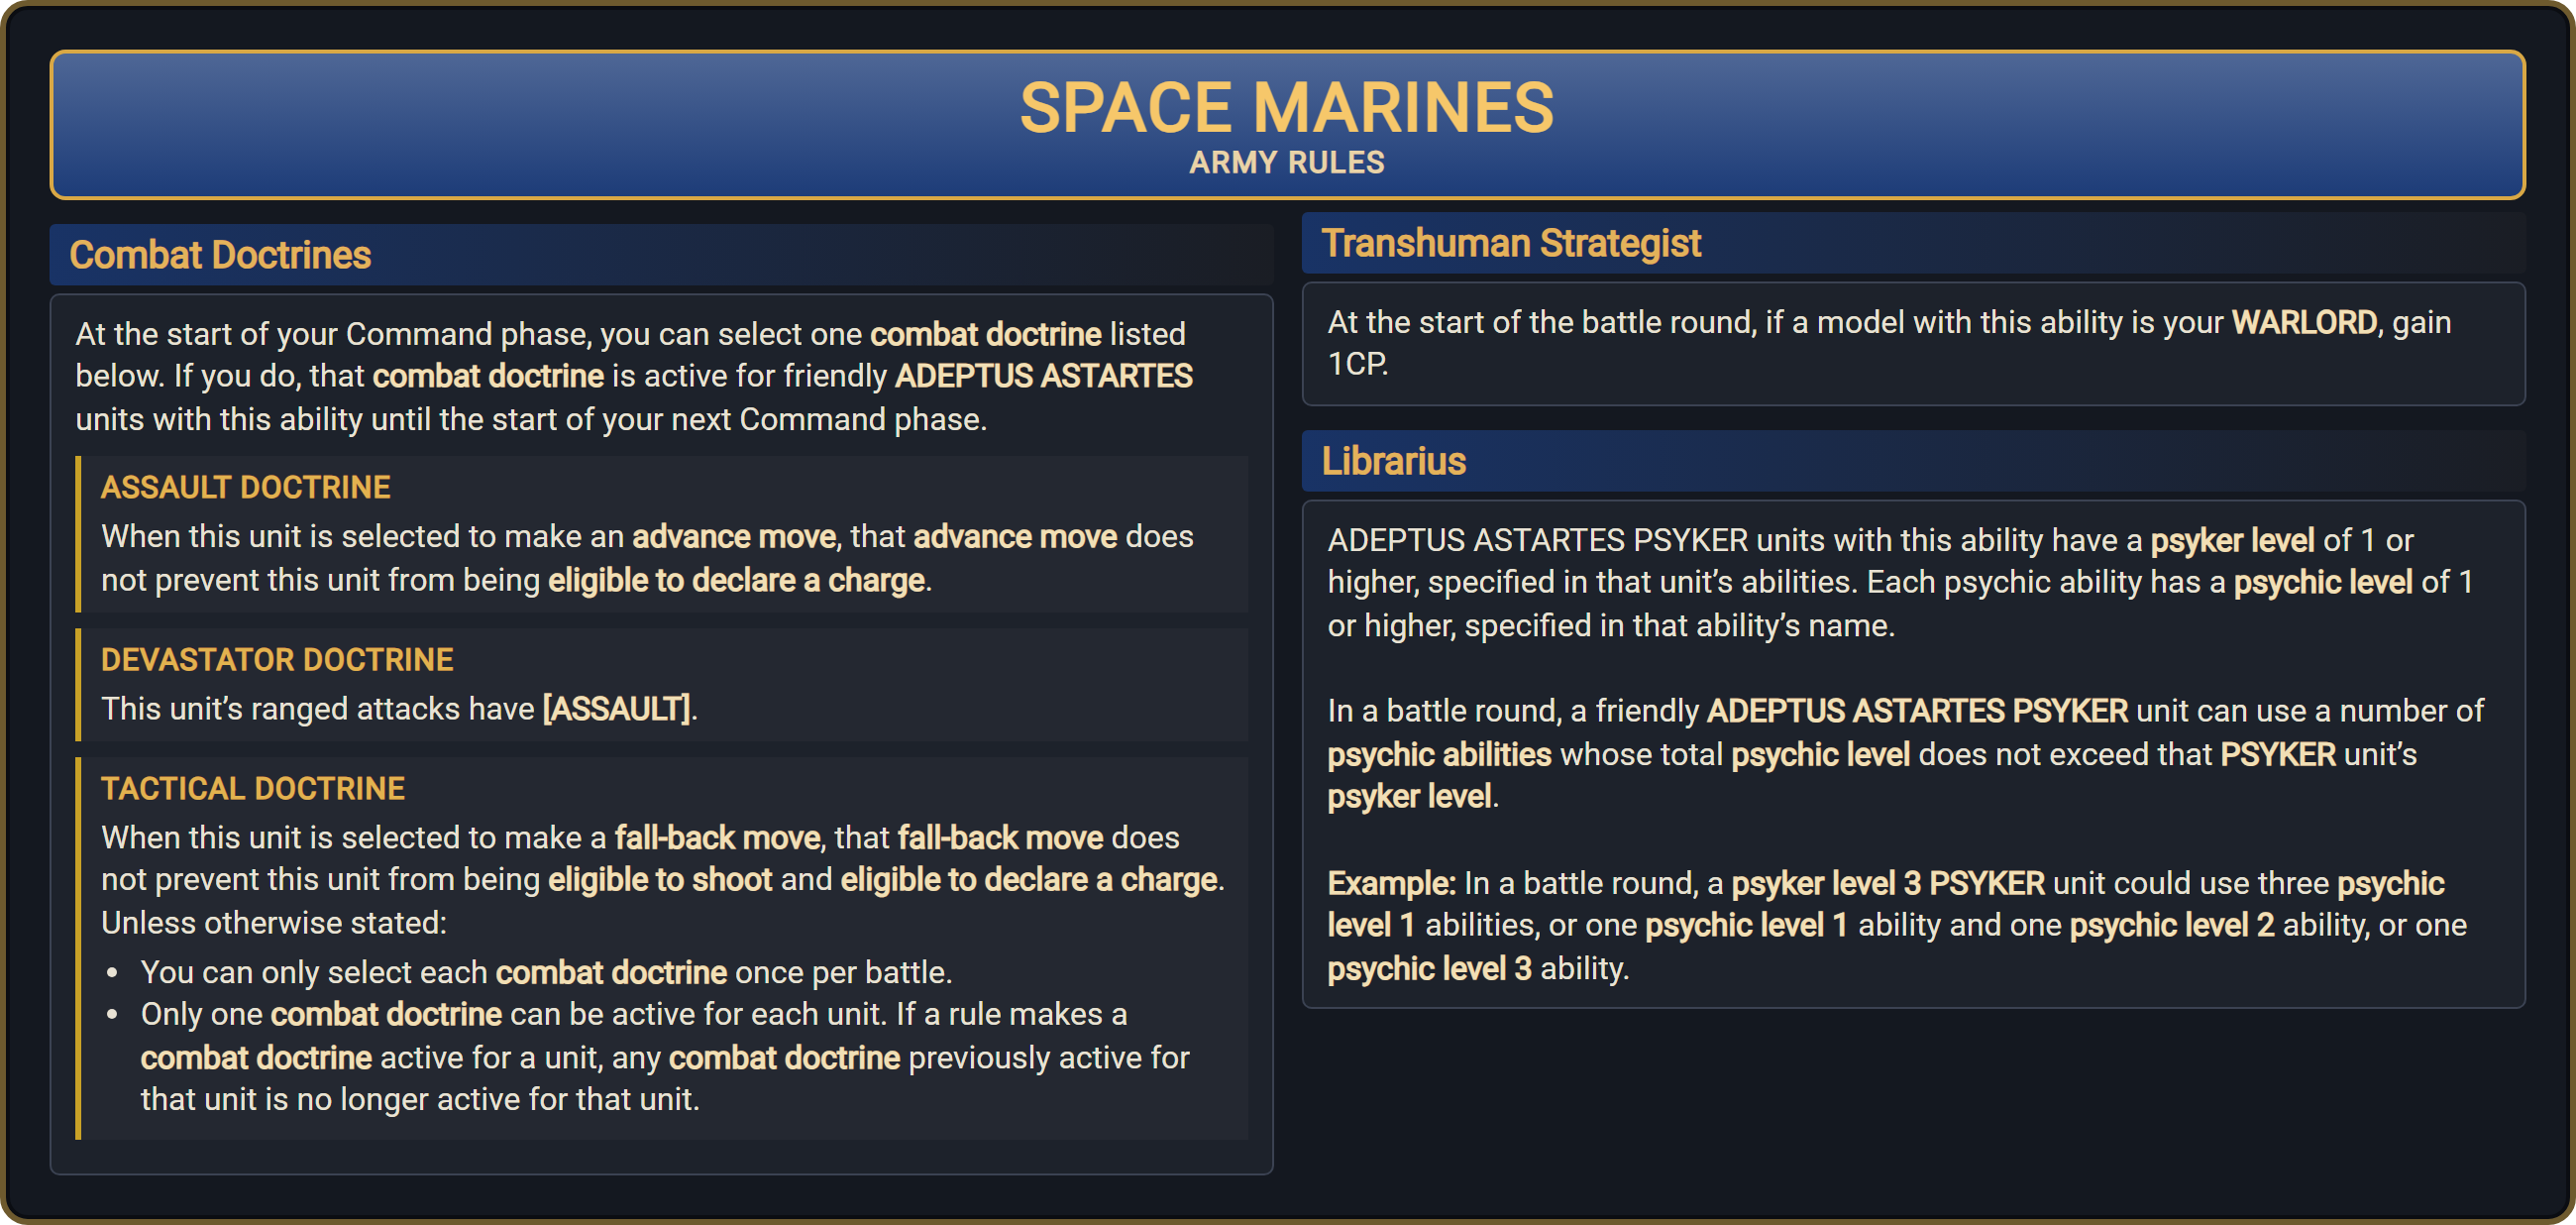 SPACE MARINES
ARMY RULES
Combat Doctrines
At the start of your Command phase, you can select one combat doctrine listed
below. If you do, that combat doctrine is active for friendly ADEPTUS ASTARTES
units with this ability until the start of your next Command phase.
ASSAULT DOCTRINE
When this unit is selected to make an advance move, that advance move does
not prevent this unit from being eligible to declare a charge.
DEVASTATOR DOCTRINE
This unit’s ranged attacks have [ASSAULT].
TACTICAL DOCTRINE
When this unit is selected to make a fall-back move, that fall-back move does
not prevent this unit from being eligible to shoot and eligible to declare a charge.
Unless otherwise stated:
• You can only select each combat doctrine once per battle.
• Only one combat doctrine can be active for each unit. If a rule makes a
combat doctrine active for a unit, any combat doctrine previously active for
that unit is no longer active for that unit.
Transhuman Strategist
At the start of the battle round, if a model with this ability is your WARLORD, gain
1CP.
Librarius
ADEPTUS ASTARTES PSYKER units with this ability have a psyker level of 1 or
higher, specified in that unit’s abilities. Each psychic ability has a psychic level of 1
or higher, specified in that ability’s name.
In a battle round, a friendly ADEPTUS ASTARTES PSYKER unit can use a number of
psychic abilities whose total psychic level does not exceed that PSYKER unit’s
psyker level.
Example: In a battle round, a psyker level 3 PSYKER unit could use three psychic
level 1 abilities, or one psychic level 1 ability and one psychic level 2 ability, or one
psychic level 3 ability.